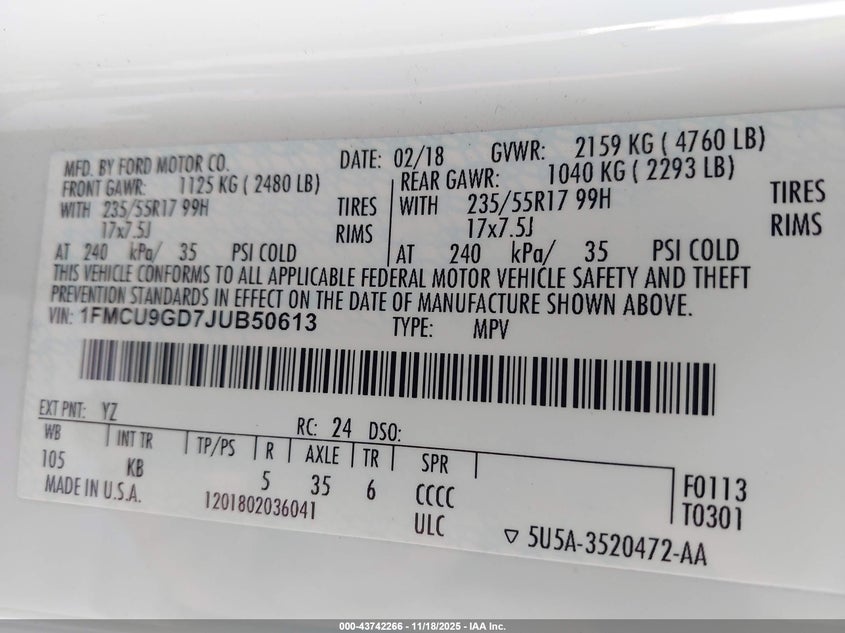 MFD. BY FORD MOTOR CO. DATE: 02/18 GVWR: 2159 KG ( 4760 LB)
FRONT GAWR: 1125 KG ( 2480 LB) REAR GAWR: 1040 KG ( 2293 LB)
WITH 235/55R17 99H TIRES WITH 235/55R17 99H TIRES
17x7.5J RIMS 17x7.5J RIMS
AT 240 kPa/ 35 PSI COLD AT 240 kPa/ 35 PSI COLD
THIS VEHICLE CONFORMS TO ALL APPLICABLE FEDERAL MOTOR VEHICLE SAFETY AND THEFT
PREVENTION STANDARDS IN EFFECT ON THE DATE OF MANUFACTURE SHOWN ABOVE.
VIN: 1FMCU9GD7JUB50613 TYPE: MPV
EXT PNT: YZ RC: 24 DSO:
WB INT TR TP/PS R AXLE TR SPR
105 KB 5 35 6 CCCC F0113
MADE IN U.S.A. 1201802036041 ULC T0301
▽ 5U5A-3520472-AA
000-43742266 - 11/18/2025 - IAA Inc.